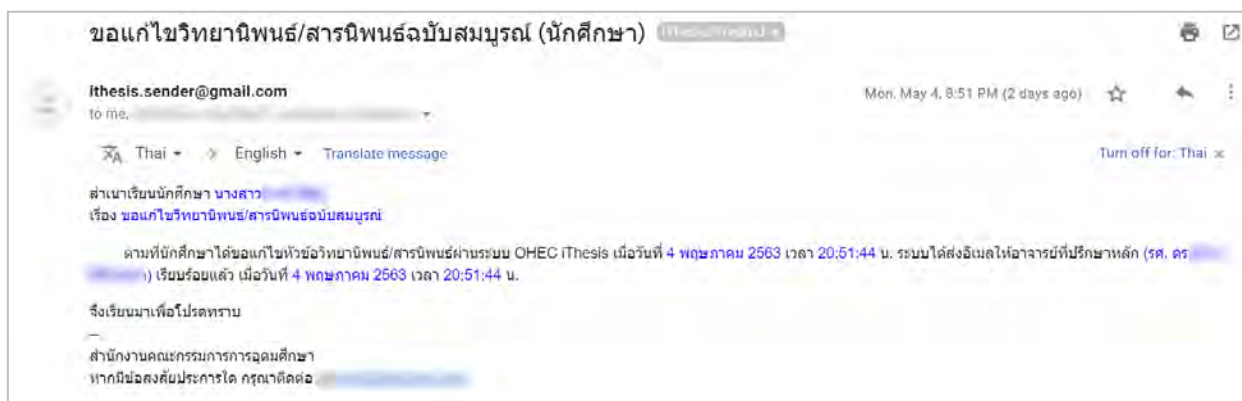 ขอแก้ไขวิทยานิพนธ์/สารนิพนธ์ฉบับสมบูรณ์ (นักศึกษา)
ithesis.sender@gmail.com
Mon, May 4, 8:51 PM (2 days ago)
to me,
Thai
English
Translate message
Turn off for: Thai
สำเนาเรียนนักศึกษา นางสาว
เรื่อง ขอแก้ไขวิทยานิพนธ์/สารนิพนธ์ฉบับสมบูรณ์
ตามที่นักศึกษาได้ขอแก้ไขหัวข้อวิทยานิพนธ์/สารนิพนธ์ผ่านระบบ OHEC iThesis เมื่อวันที่ 4 พฤษภาคม 2563 เวลา 20:51:44 น. ระบบได้ส่งอีเมลให้อาจารย์ที่ปรึกษาหลัก (รศ. ดร
) เรียบร้อยแล้ว เมื่อวันที่ 4 พฤษภาคม 2563 เวลา 20:51:44 น.
จึงเรียนมาเพื่อโปรดทราบ
--
สำนักงานคณะกรรมการการอุดมศึกษา
หากมีข้อสงสัยประการใด กรุณาติดต่อ